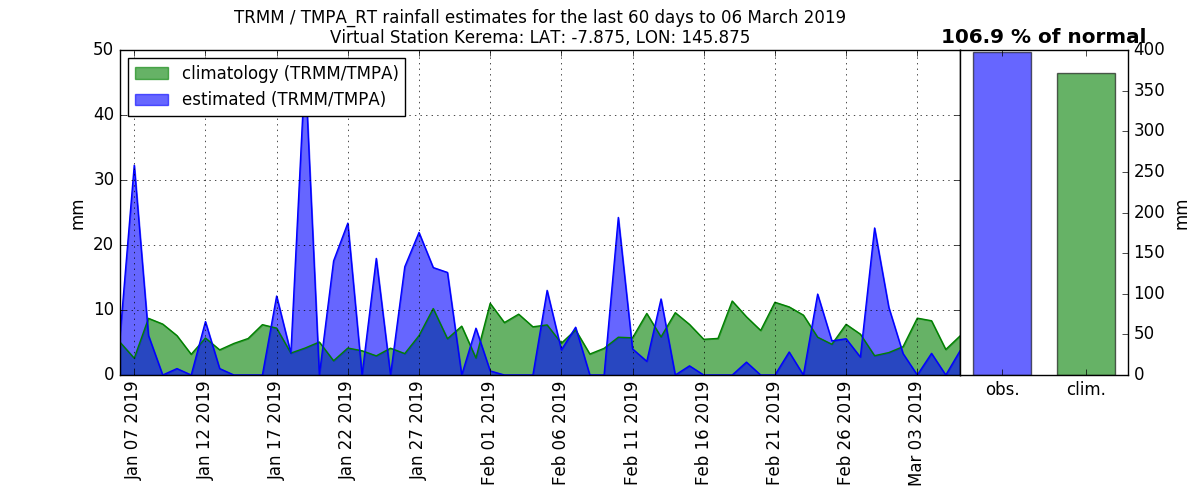 TRMM / TMPA_RT rainfall estimates for the last 60 days to 06 March 2019
Virtual Station Kerema: LAT: -7.875, LON: 145.875
106.9 % of normal
climatology (TRMM/TMPA)
estimated (TRMM/TMPA)
50
40
30
20
10
0
mm
Jan 07 2019
Jan 12 2019
Jan 17 2019
Jan 22 2019
Jan 27 2019
Feb 01 2019
Feb 06 2019
Feb 11 2019
Feb 16 2019
Feb 21 2019
Feb 26 2019
Mar 03 2019
obs.
clim.
400
350
300
250
200
150
100
50
0
mm